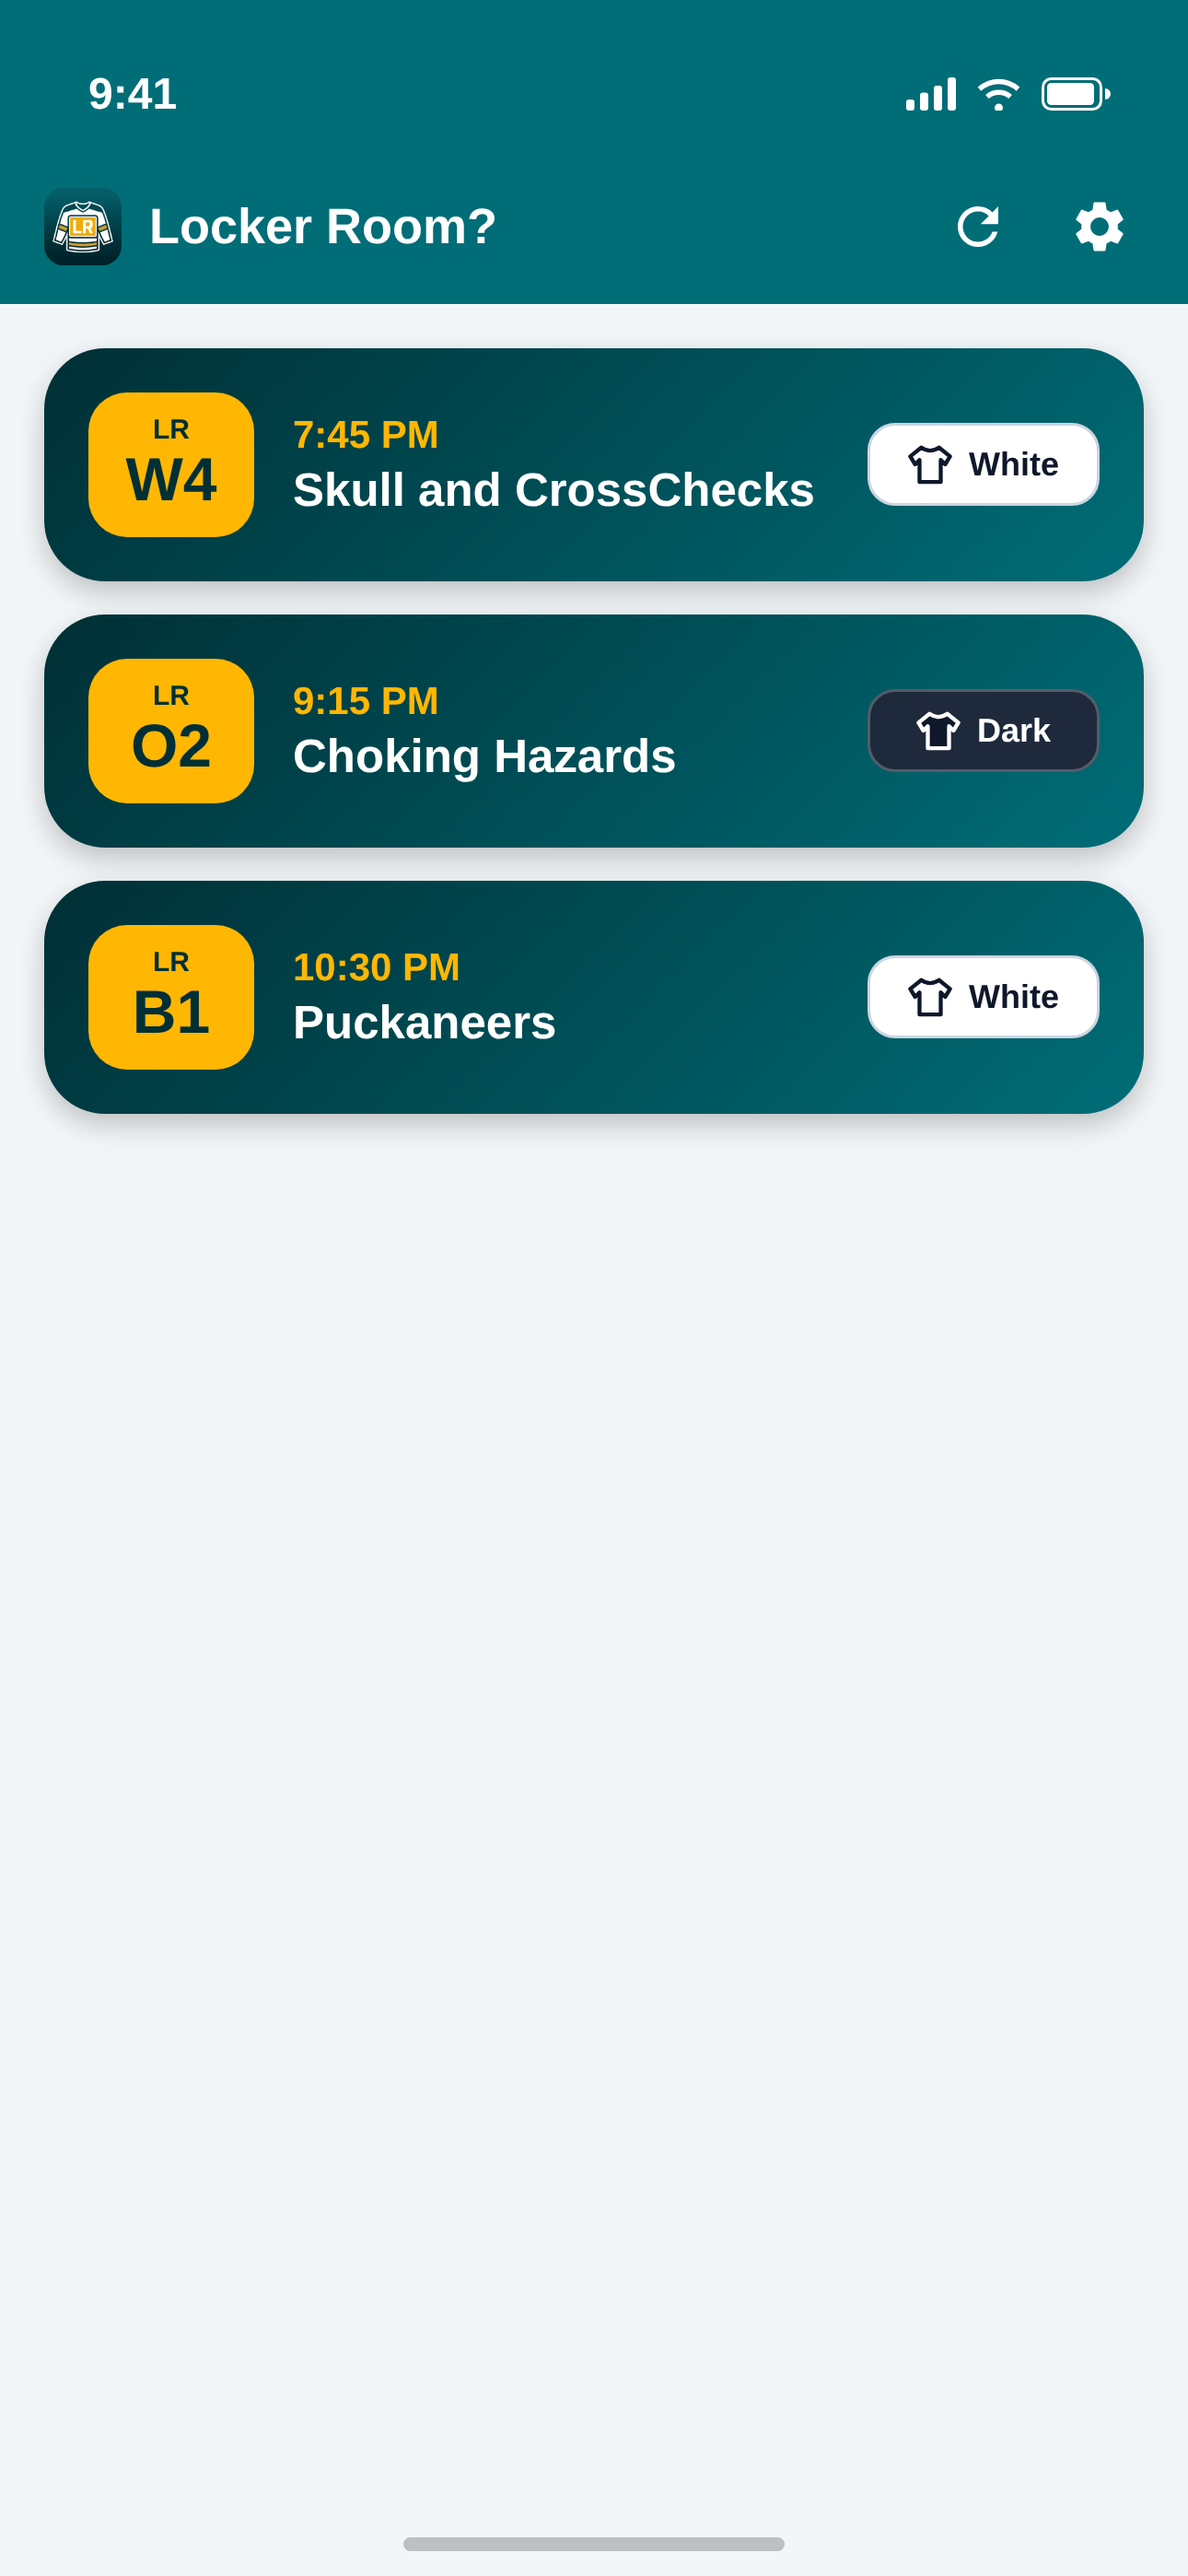 9:41
LR
Locker Room?
LR
W4
7:45 PM
Skull and CrossChecks
White
LR
O2
9:15 PM
Choking Hazards
Dark
LR
B1
10:30 PM
Puckaneers
White